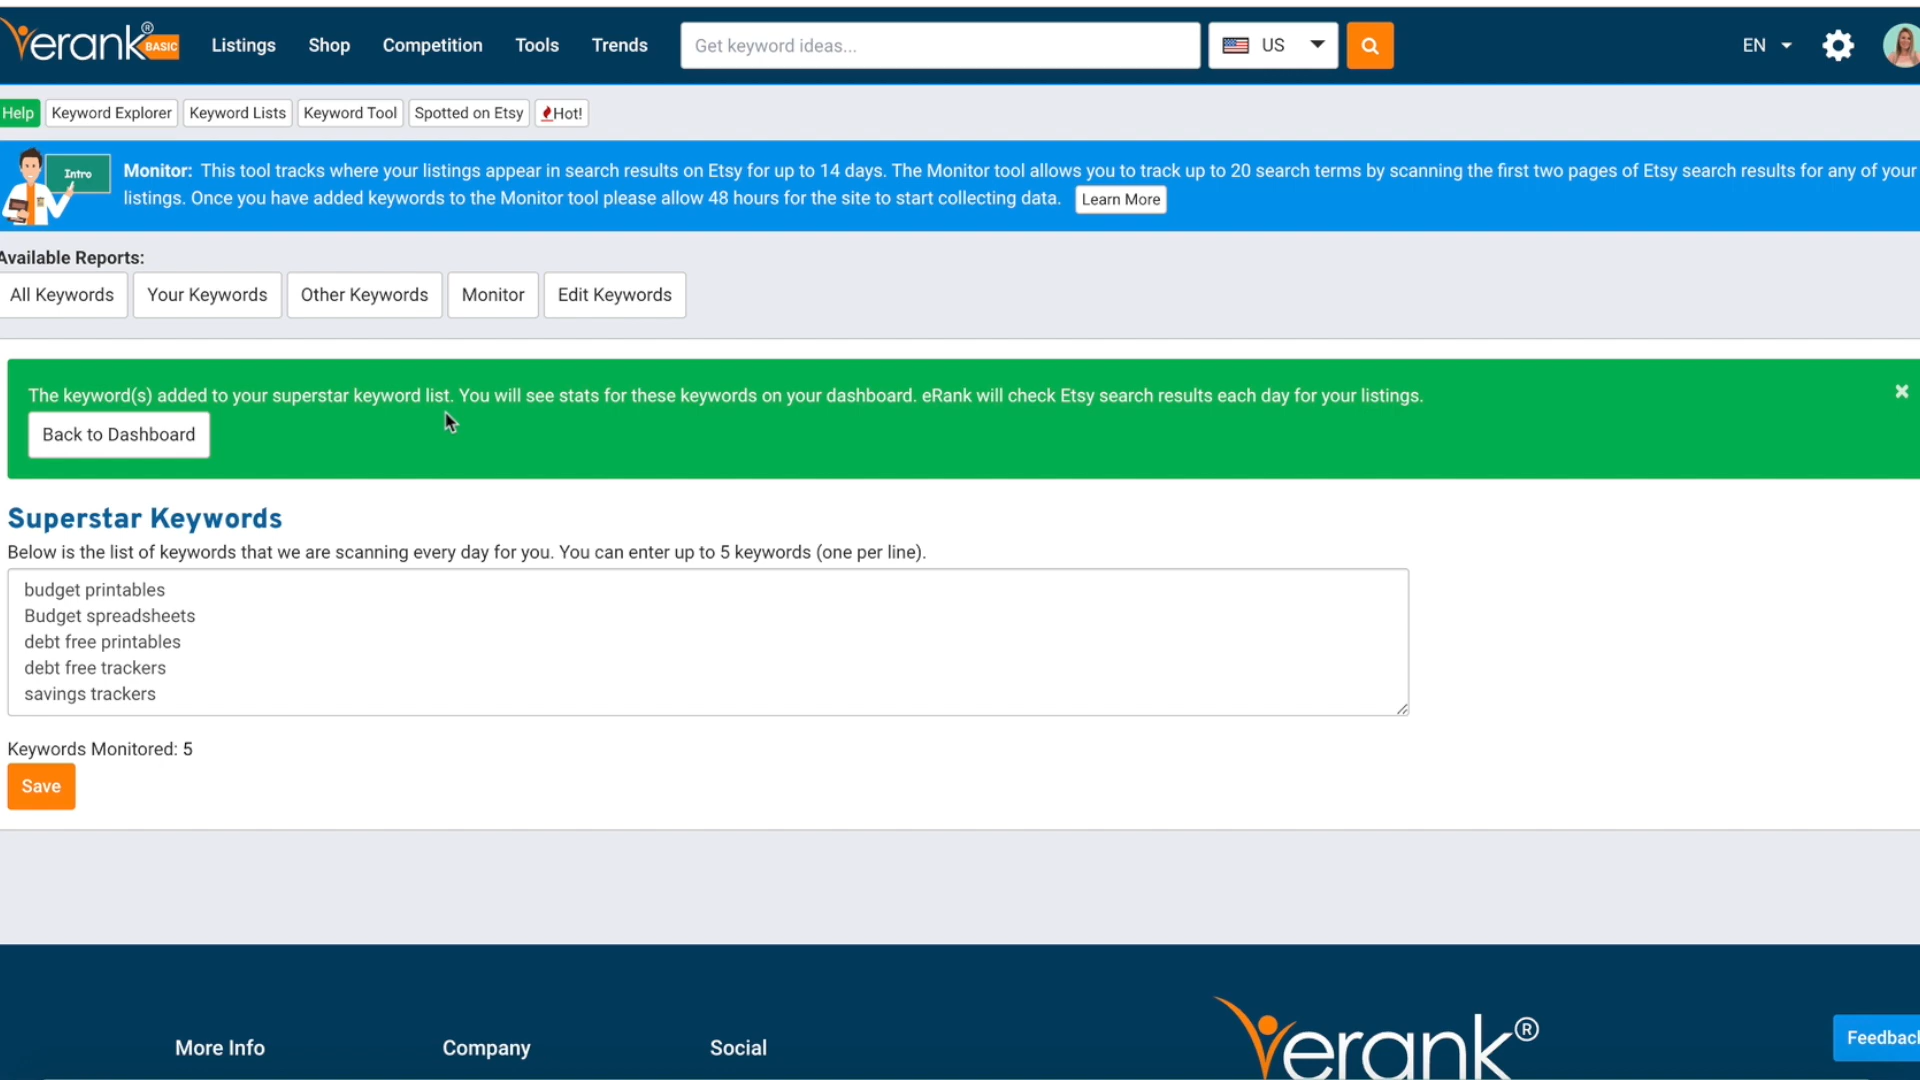 erank® BASIC Listings Shop Competition Tools Trends Get keyword ideas... US EN
Help Keyword Explorer Keyword Lists Keyword Tool Spotted on Etsy Hot!
Intro
Monitor: This tool tracks where your listings appear in search results on Etsy for up to 14 days. The Monitor tool allows you to track up to 20 search terms by scanning the first two pages of Etsy search results for any of your
listings. Once you have added keywords to the Monitor tool please allow 48 hours for the site to start collecting data. Learn More
Available Reports:
All Keywords Your Keywords Other Keywords Monitor Edit Keywords
The keyword(s) added to your superstar keyword list. You will see stats for these keywords on your dashboard. eRank will check Etsy search results each day for your listings.
Back to Dashboard
Superstar Keywords
Below is the list of keywords that we are scanning every day for you. You can enter up to 5 keywords (one per line).
budget printables
Budget spreadsheets
debt free printables
debt free trackers
savings trackers
Keywords Monitored: 5
Save
More Info Company Social
erank®
Feedback